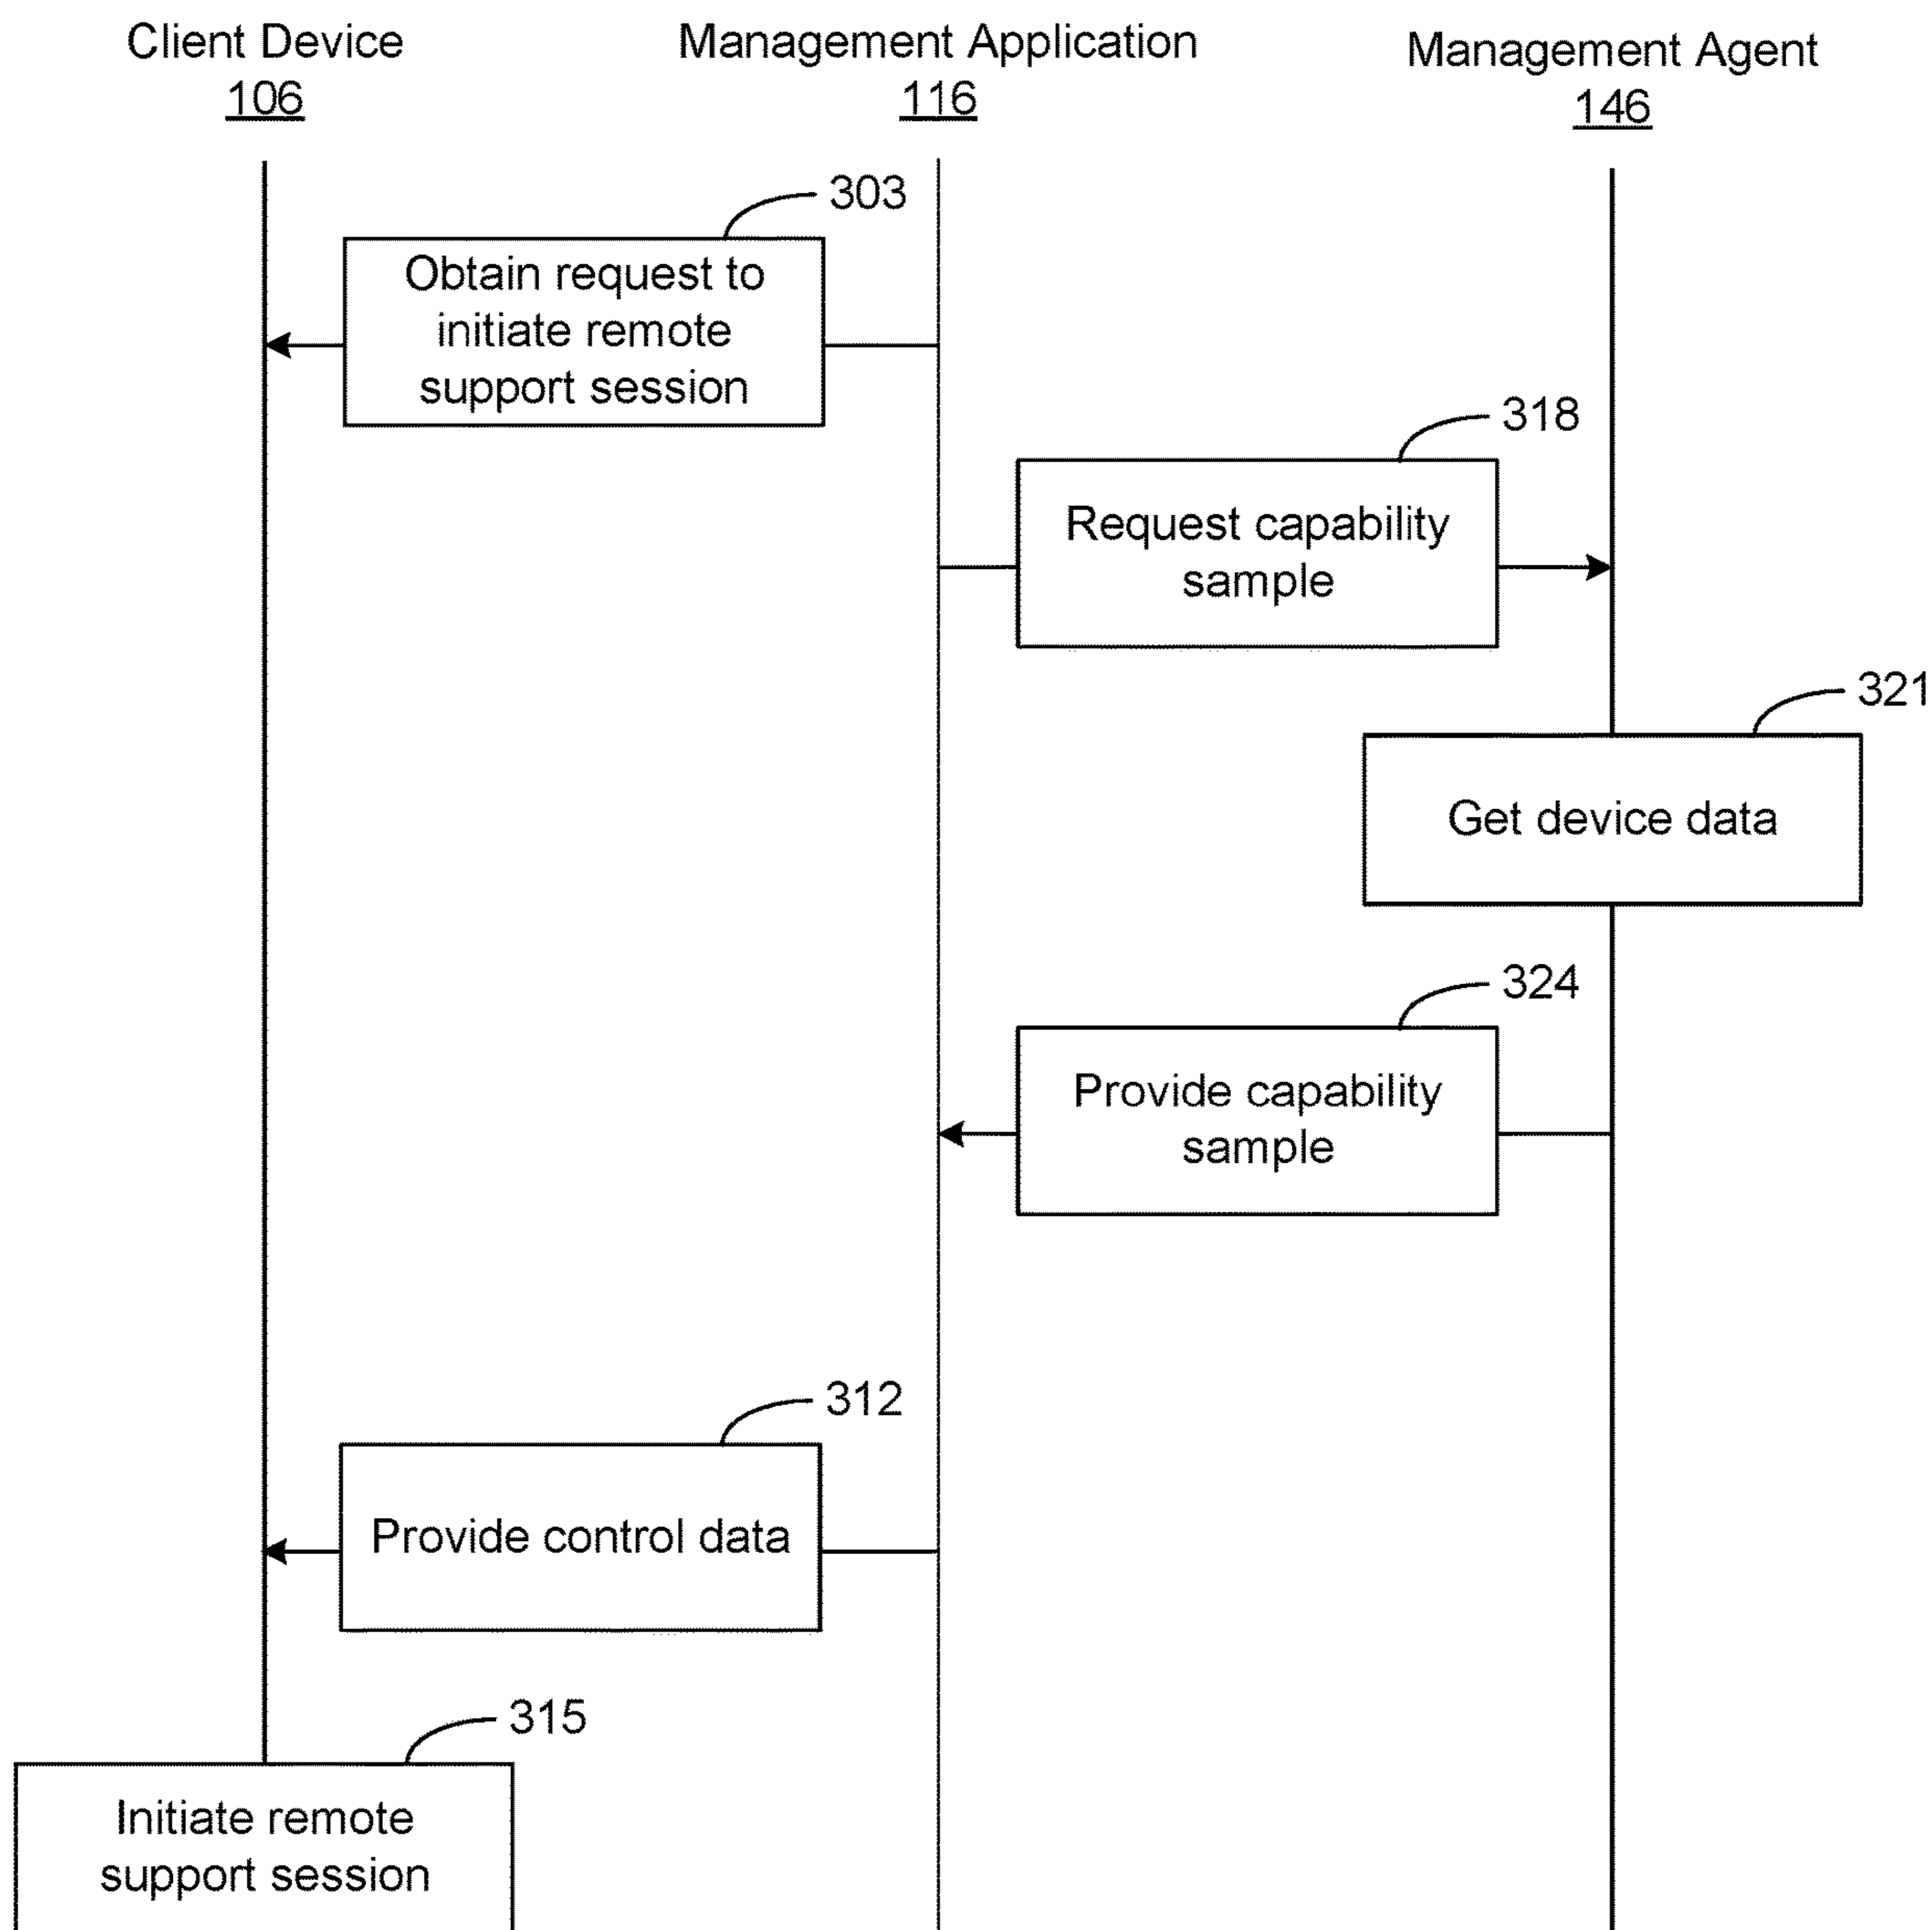 Client Device
106
Management Application
116
Management Agent
146
303
Obtain request to
initiate remote
support session
318
Request capability
sample
321
Get device data
324
Provide capability
sample
312
Provide control data
315
Initiate remote
support session